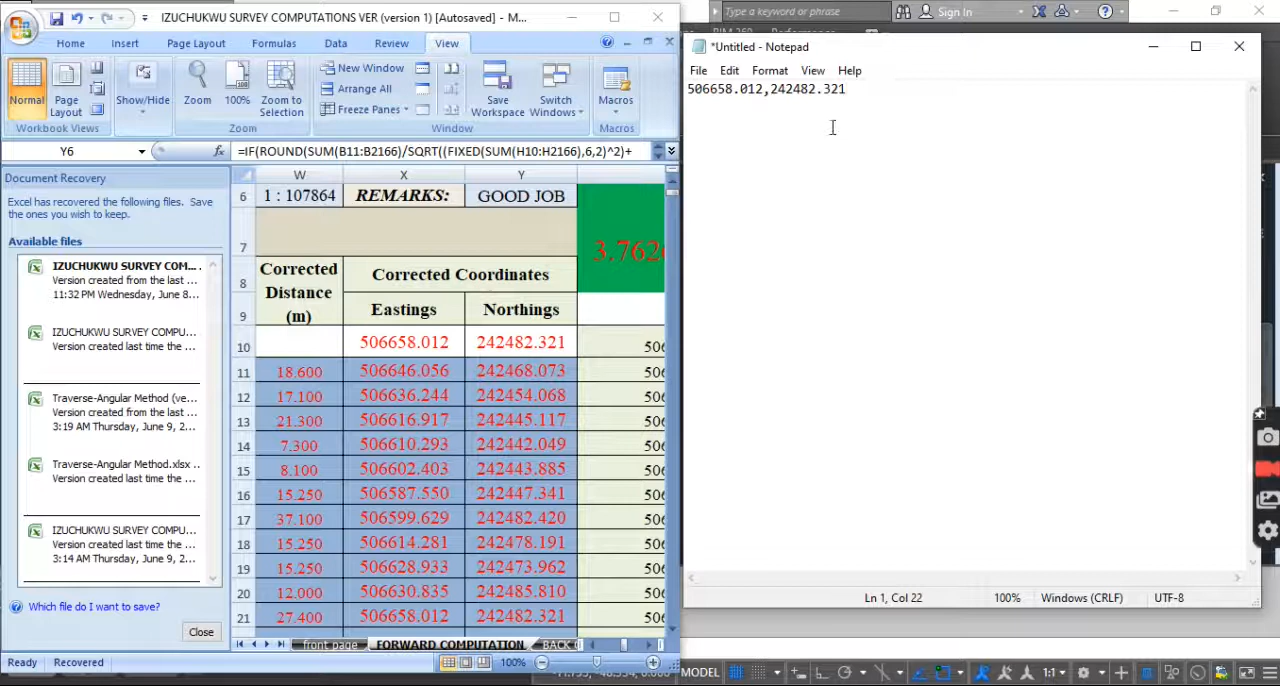 IZUCHUKWU SURVEY COMPUTATIONS VER (version 1) [Autosaved] - M...
Home Insert Page Layout Formulas Data Review View
Normal Page Layout Show/Hide Zoom 100% Zoom to Selection
New Window
Arrange All
Freeze Panes
Save Workspace Switch Windows Macros
Workbook Views Zoom Window Macros
Y6 fx =IF(ROUND(SUM(B11:B2166)/SQRT((FIXED(SUM(H10:H2166),6,2)^2)+
Document Recovery
Excel has recovered the following files. Save
the ones you wish to keep.
Available files
IZUCHUKWU SURVEY COM...
Version created from the last ...
11:32 PM Wednesday, June 8...
IZUCHUKWU SURVEY COMPU...
Version created last time the ...
Traverse-Angular Method (ve...
Version created from the last ...
3:19 AM Thursday, June 9, 2...
Traverse-Angular Method.xlsx ...
Version created last time the ...
IZUCHUKWU SURVEY COMPU...
Version created last time the ...
3:14 AM Thursday, June 9, 2...
Which file do I want to save?
Close
W X Y
6 1 : 107864 REMARKS: GOOD JOB
7
8 Corrected Distance (m) Corrected Coordinates
9 Eastings Northings
10 506658.012 242482.321 506
11 18.600 506646.056 242468.073 506
12 17.100 506636.244 242454.068 506
13 21.300 506616.917 242445.117 506
14 7.300 506610.293 242442.049 506
15 8.100 506602.403 242443.885 506
16 15.250 506587.550 242447.341 506
17 37.100 506599.629 242482.420 506
18 15.250 506614.281 242478.191 506
19 15.250 506628.933 242473.962 506
20 12.000 506630.835 242485.810 506
21 27.400 506658.012 242482.321 506
front page FORWARD COMPUTATION BACK
Ready Recovered 100%
Type a keyword or phrase Sign In
*Untitled - Notepad
File Edit Format View Help
506658.012,242482.321
Ln 1, Col 22 100% Windows (CRLF) UTF-8
MODEL 1:1